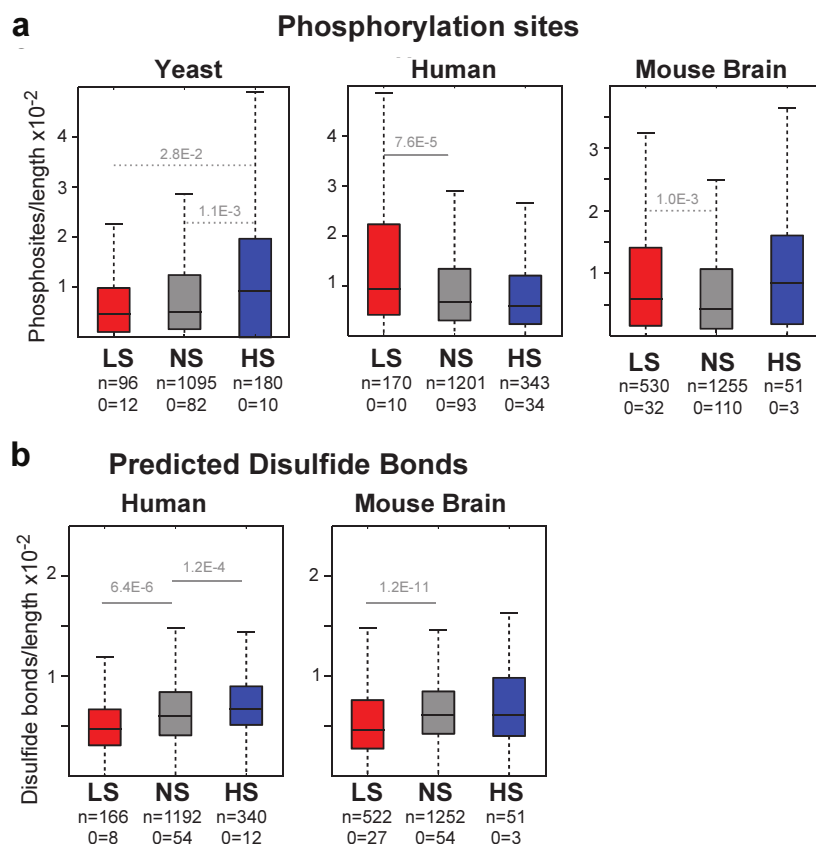 a
Phosphorylation sites
Yeast
Human
Mouse Brain
Phosphosites/length x10-2
4
3
2
1
2.8E-2
1.1E-3
4
3
2
1
7.6E-5
3
2
1
1.0E-3
LS NS HS
n=96 n=1095 n=180
0=12 0=82 0=10
LS NS HS
n=170 n=1201 n=343
0=10 0=93 0=34
LS NS HS
n=530 n=1255 n=51
0=32 0=110 0=3
b
Predicted Disulfide Bonds
Human
Mouse Brain
Disulfide bonds/length x10-2
2
1
6.4E-6
1.2E-4
2
1
1.2E-11
LS NS HS
n=166 n=1192 n=340
0=8 0=54 0=12
LS NS HS
n=522 n=1252 n=51
0=27 0=54 0=3